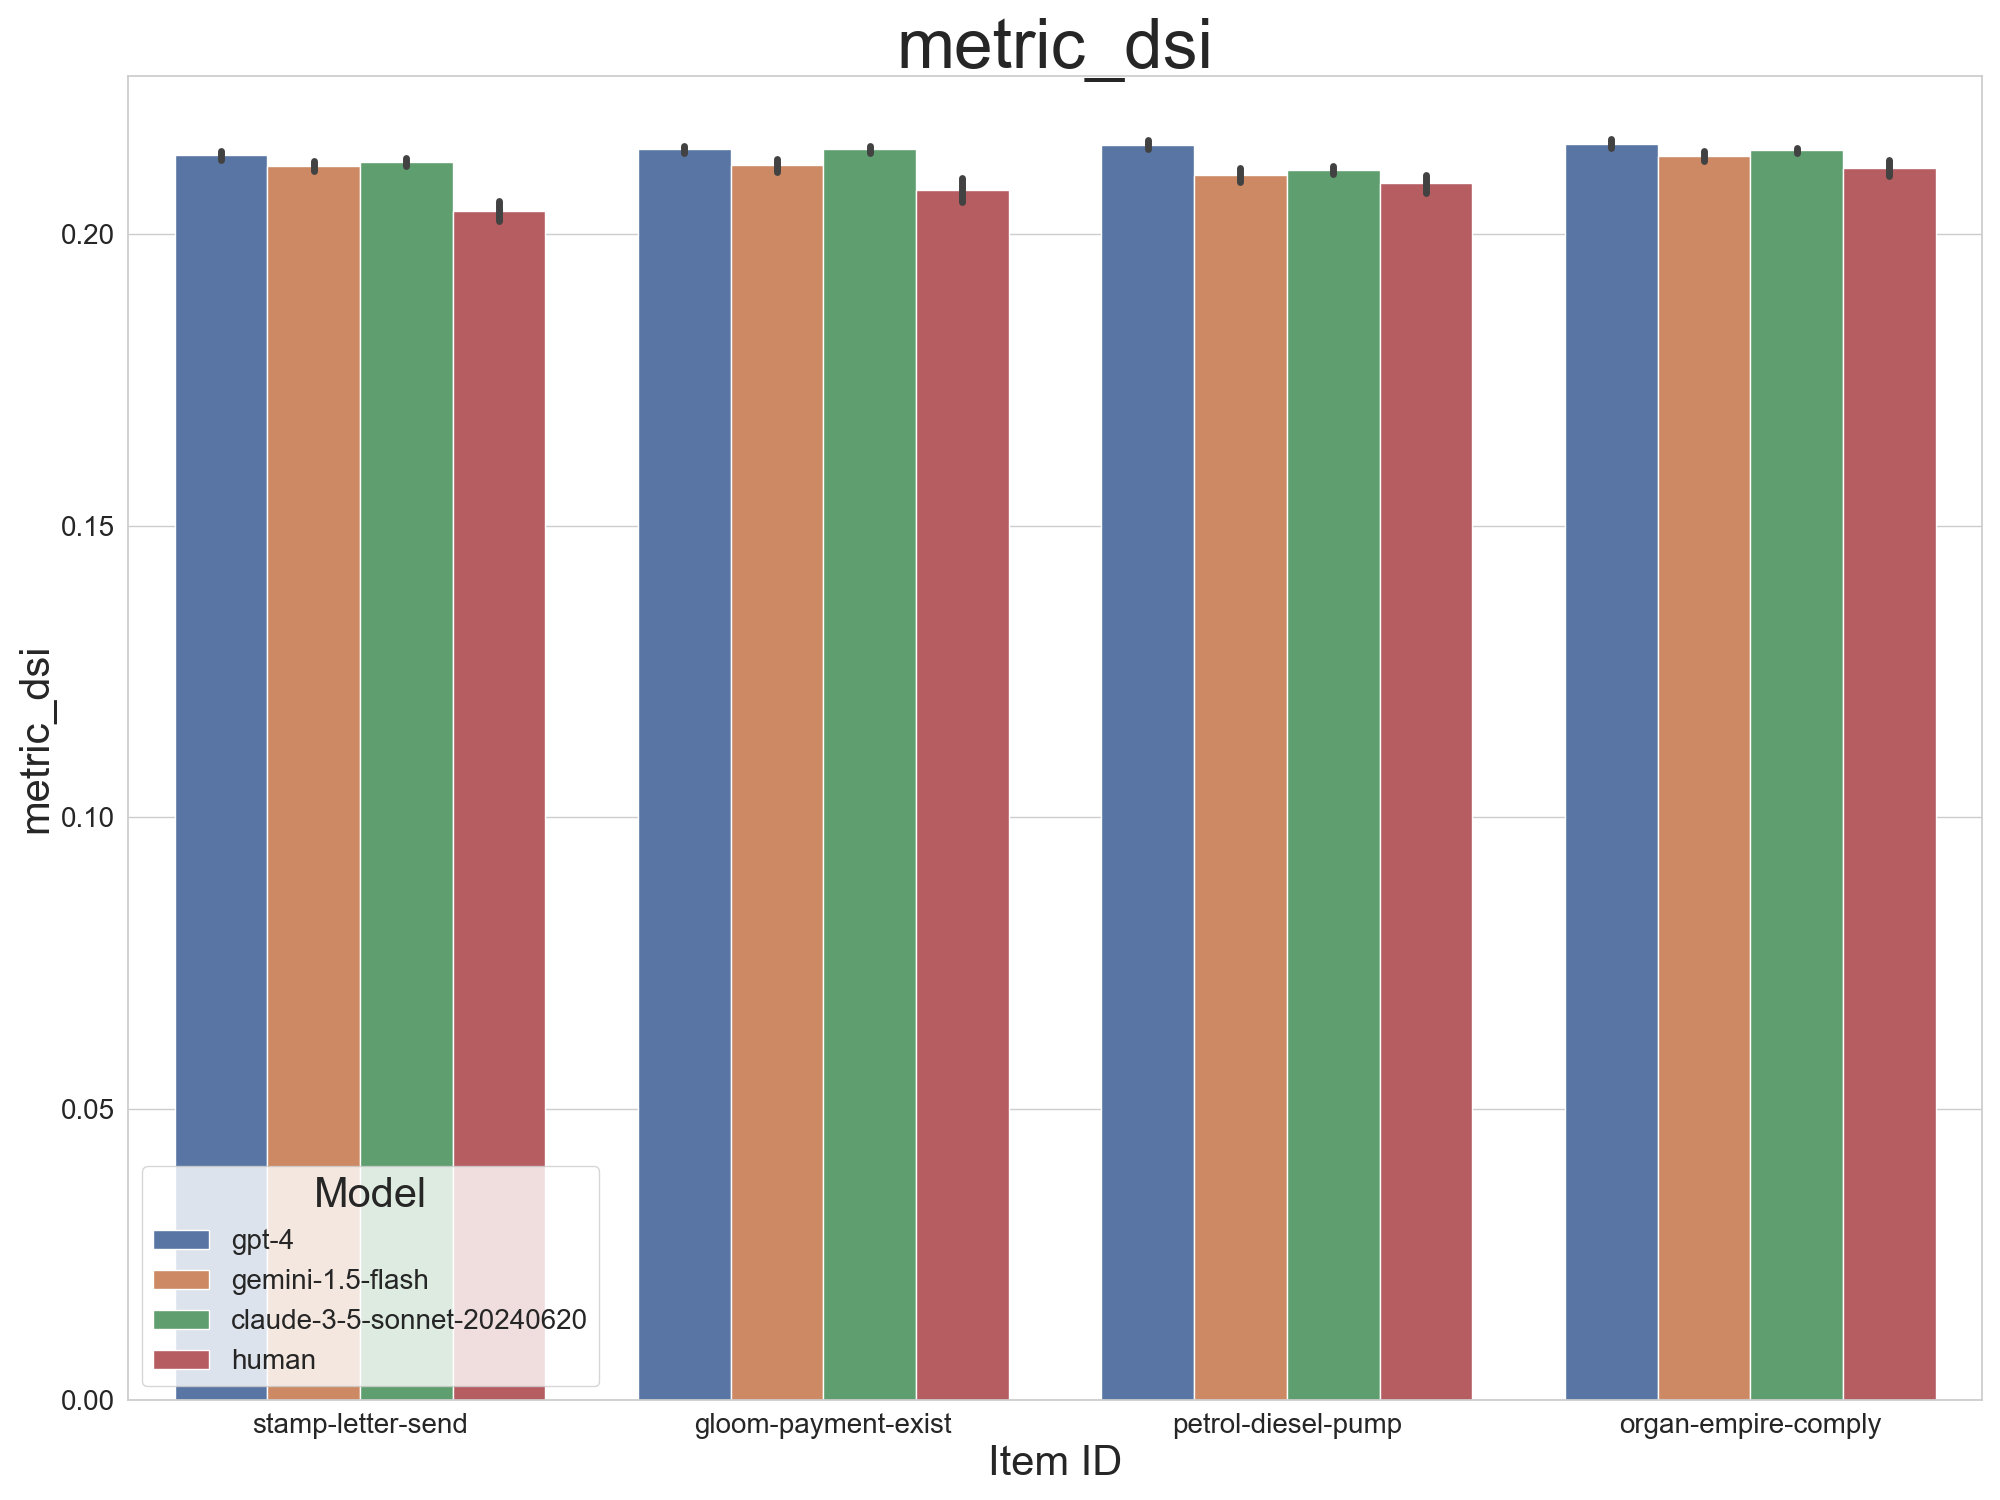 metric_dsi
metric_dsi
0.20
0.15
0.10
0.05
0.00
Model
gpt-4
gemini-1.5-flash
claude-3-5-sonnet-20240620
human
stamp-letter-send
gloom-payment-exist
petrol-diesel-pump
organ-empire-comply
Item ID